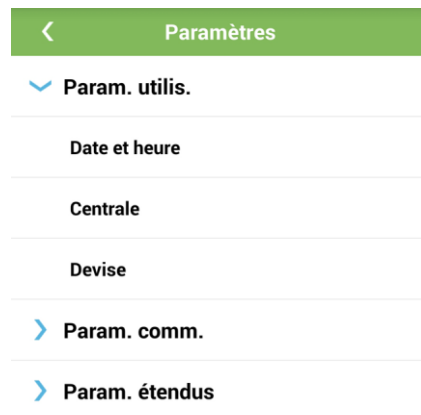 Paramètres
Param. utilis.
Date et heure
Centrale
Devise
Param. comm.
Param. étendus